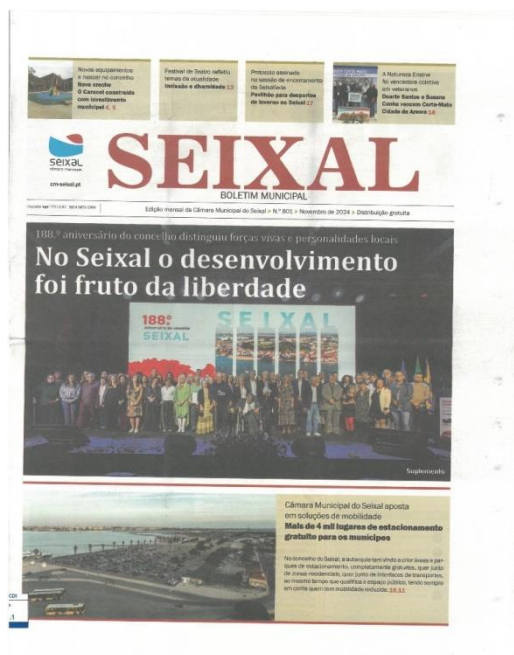 Novos equipamentos
a nascer no concelho
Novo creche
O Caracol construída
com investimento
municipal 4, 5
Festival de Teatro refletiu
temas da atualidade
Inclusão e diversidade 13
Protocolo assinado
na sessão de encerramento
da Seixalíada
Pavilhão para desportos
de inverno no Seixal 17
A Natureza Ensina
foi vencedora coletiva
em veteranos
Duarte Santos e Susana
Cunha vencem Corta-Mato
Cidade de Amora 16
seixal
câmara municipal
cm-seixal.pt
SEIXAL
BOLETIM MUNICIPAL
Edição mensal da Câmara Municipal do Seixal > N.º 801 > Novembro de 2024 > Distribuição gratuita
188.º aniversário do concelho distinguiu forças vivas e personalidades locais
No Seixal o desenvolvimento
foi fruto da liberdade
188.º
aniversário do concelho
SEIXAL
SEIXAL
Suplemento
Câmara Municipal do Seixal aposta
em soluções de mobilidade
Mais de 4 mil lugares de estacionamento
gratuito para os munícipes
No concelho do Seixal, a autarquia tem vindo a criar áreas e par-
ques de estacionamento, completamente gratuitos, quer junto
de zonas residenciais, quer junto de interfaces de transportes,
ao mesmo tempo que qualifica o espaço público, tendo sempre
em conta quem tem mobilidade reduzida. 10,11